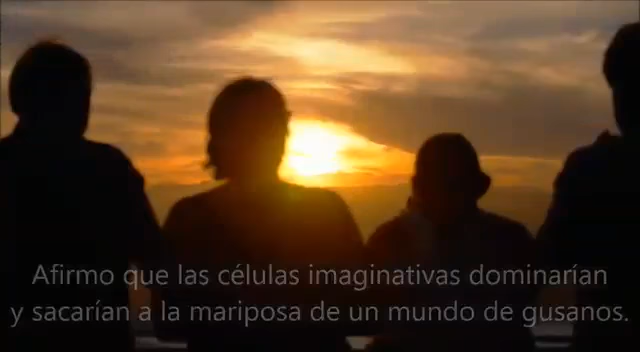 Afirmo que las células imaginativas dominarían
y sacarían a la mariposa de un mundo de gusanos.